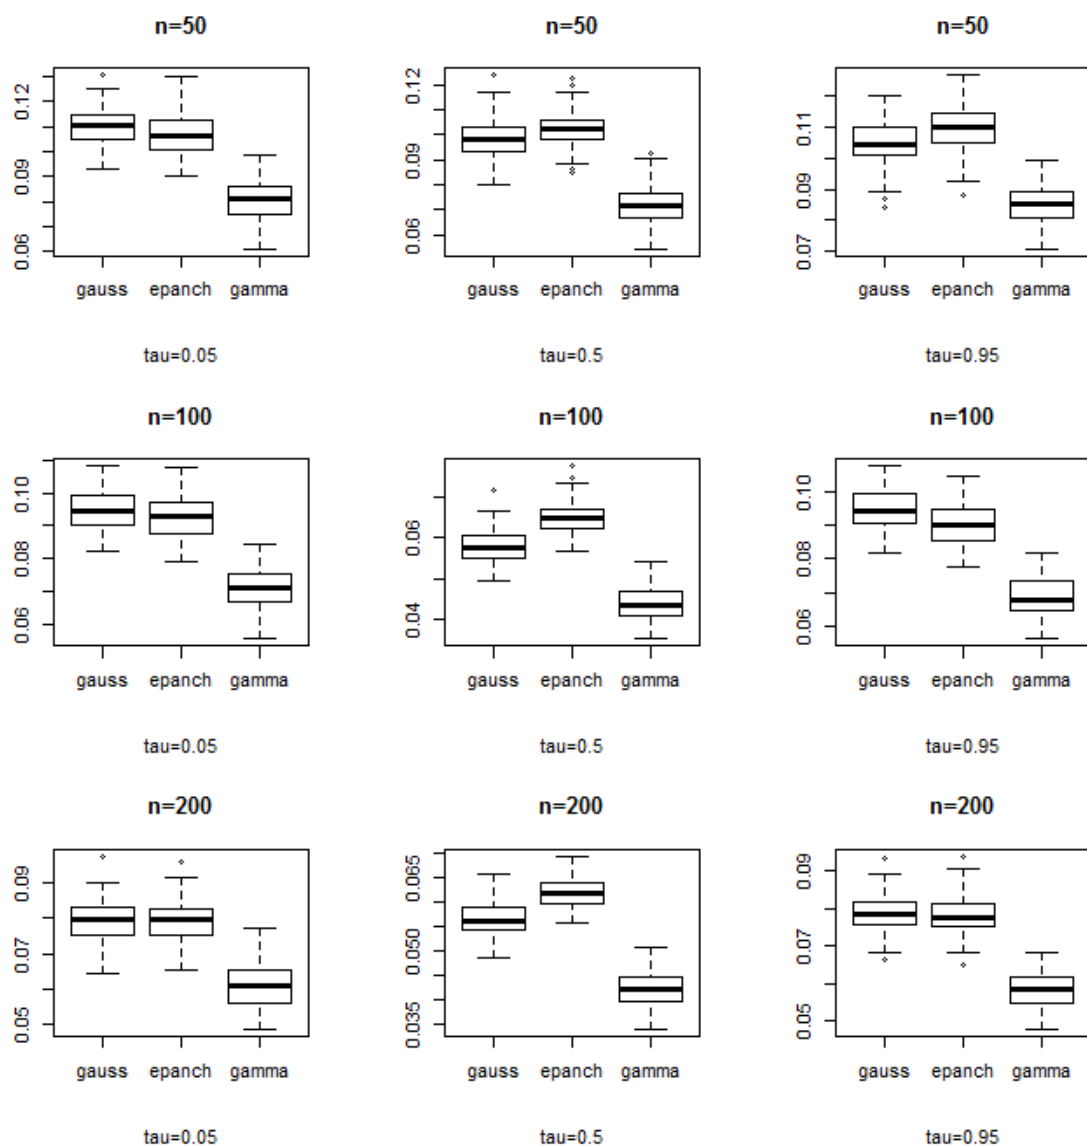 n=50 n=50 n=50
0.12 0.09 0.06
0.12 0.09 0.06
0.11 0.09 0.07
gauss epanch gamma gauss epanch gamma gauss epanch gamma
tau=0.05 tau=0.5 tau=0.95
n=100 n=100 n=100
0.10 0.08 0.06
0.06 0.04
0.10 0.08 0.06
gauss epanch gamma gauss epanch gamma gauss epanch gamma
tau=0.05 tau=0.5 tau=0.95
n=200 n=200 n=200
0.09 0.07 0.05
0.065 0.050 0.035
0.09 0.07 0.05
gauss epanch gamma gauss epanch gamma gauss epanch gamma
tau=0.05 tau=0.5 tau=0.95